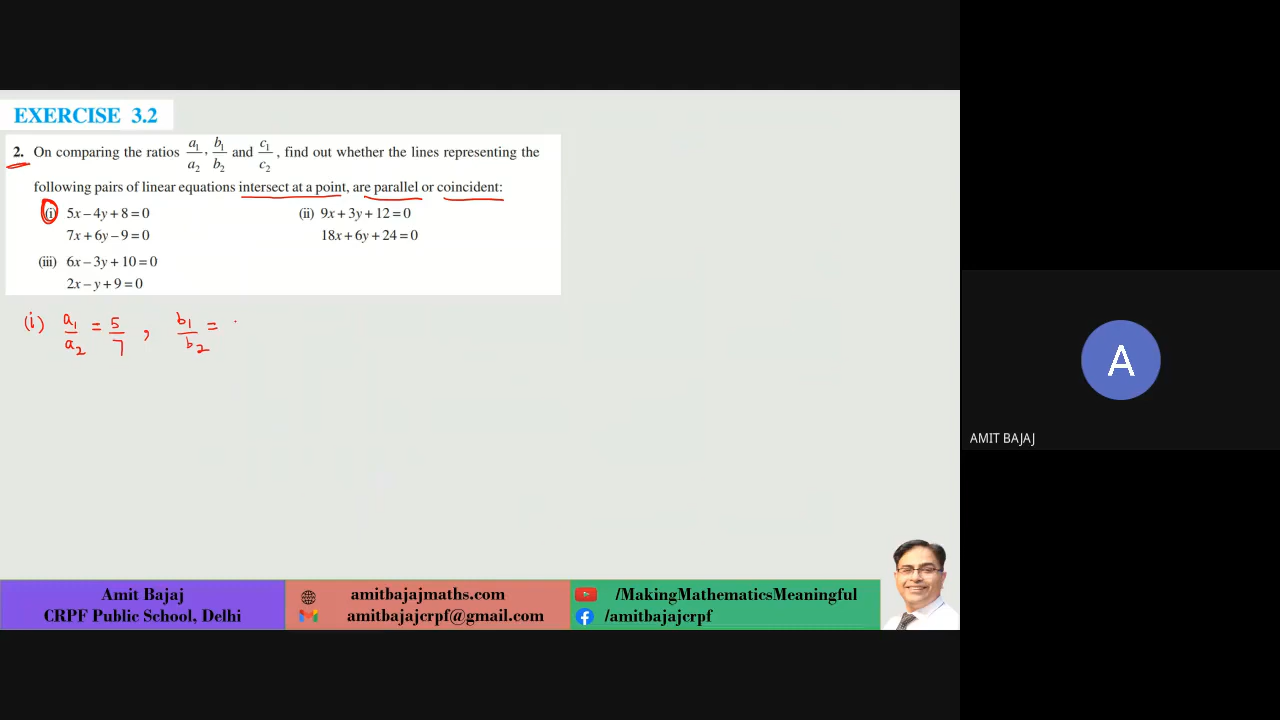 EXERCISE 3.2
2. On comparing the ratios a₁/a₂, b₁/b₂ and c₁/c₂, find out whether the lines representing the
following pairs of linear equations intersect at a point, are parallel or coincident:
(i) 5x – 4y + 8 = 0
7x + 6y – 9 = 0
(ii) 9x + 3y + 12 = 0
18x + 6y + 24 = 0
(iii) 6x – 3y + 10 = 0
2x – y + 9 = 0
(i) a₁/a₂ = 5/7 , b₁/b₂ =
A
AMIT BAJAJ
Amit Bajaj
CRPF Public School, Delhi
amitbajajmaths.com
amitbajajcrpf@gmail.com
/MakingMathematicsMeaningful
/amitbajajcrpf